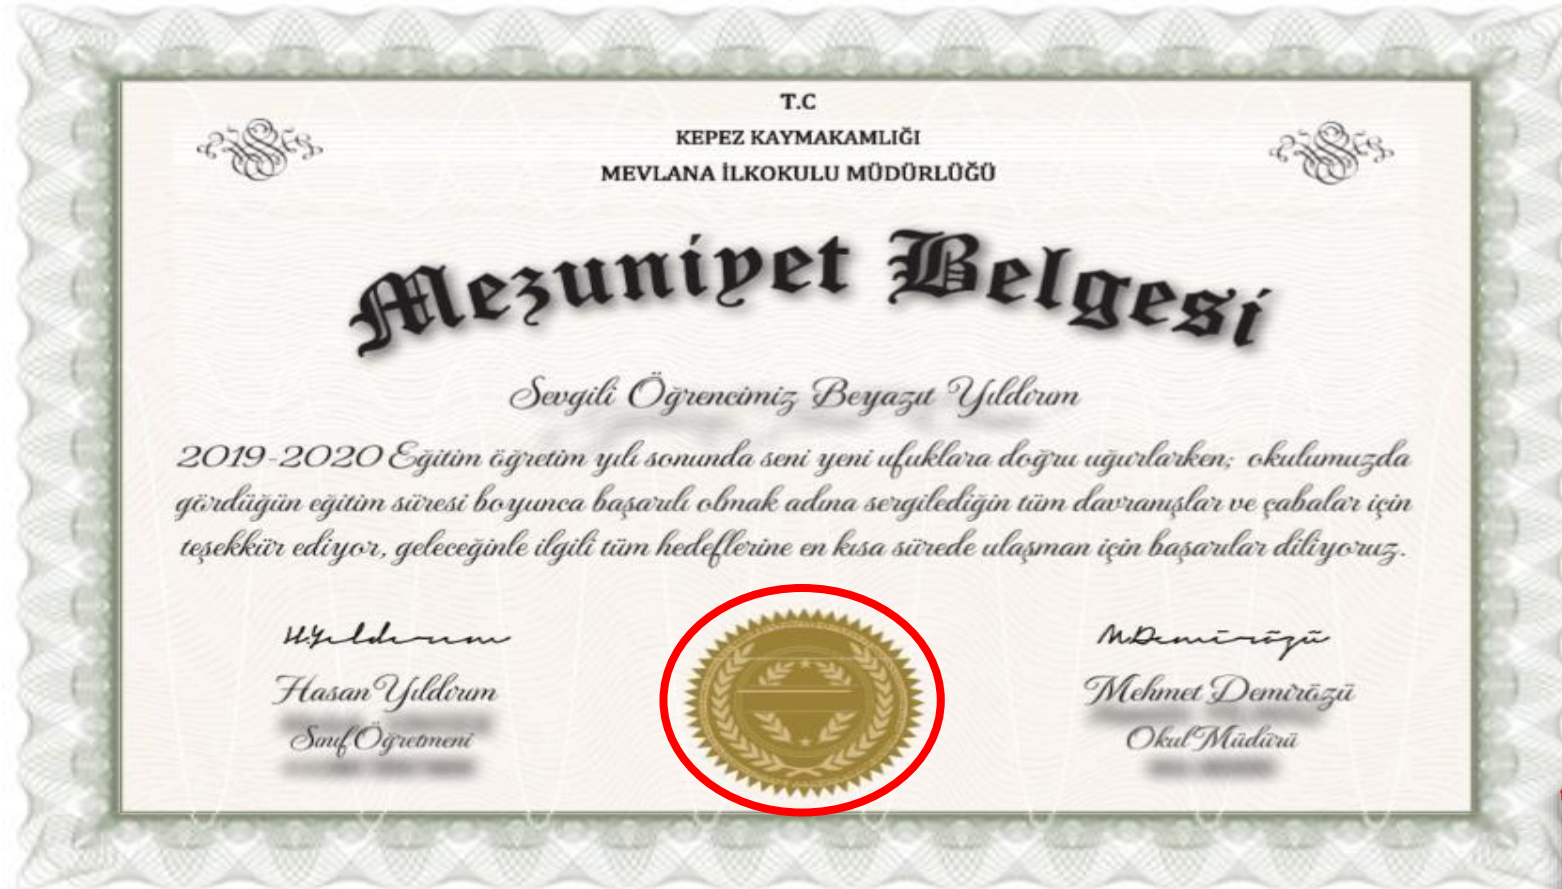 T.C
KEPEZ KAYMAKAMLIĞI
MEVLANA İLKOKULU MÜDÜRLÜĞÜ
Mezuniyet Belgesi
Sevgili Öğrencimiz Beyazıt Yıldırım
2019-2020 Eğitim öğretim yılı sonunda seni yeni ufuklara doğru uğurlarken; okulumuzda
gördüğün eğitim süresi boyunca başarılı olmak adına sergilediğin tüm davranışlar ve çabalar için
teşekkür ediyor, geleceğinle ilgili tüm hedeflerine en kısa sürede ulaşman için başarılar diliyoruz.
H.Yıldırım
Hasan Yıldırım
Sınıf Öğretmeni
M.Demirözü
Mehmet Demirözü
Okul Müdürü